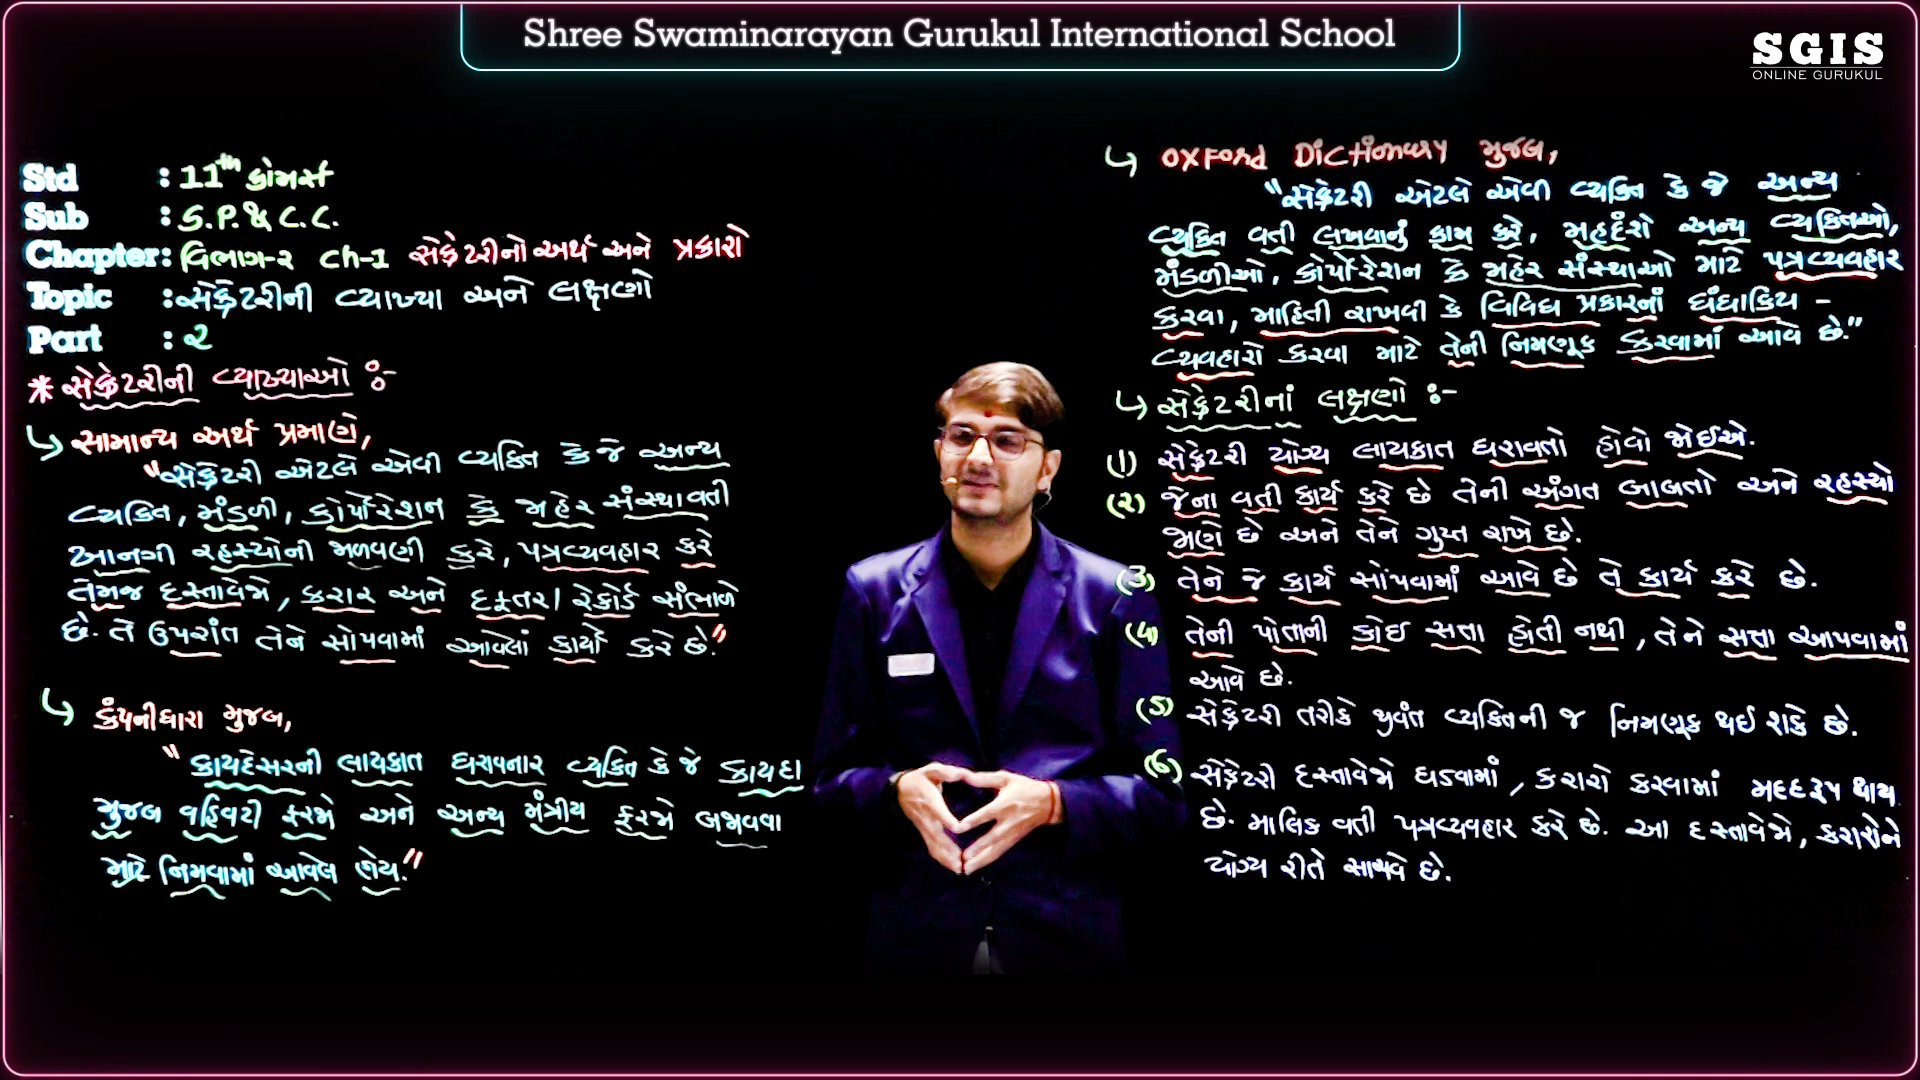 Shree Swaminarayan Gurukul International School
SGIS
ONLINE GURUKUL
Std : 11th કોમર્સ
Sub : S.P. & C.C.
Chapter: વિભાગ-૨ ch-1 સેક્રેટરીનો અર્થ અને પ્રકારો
Topic : સેક્રેટરીની વ્યાખ્યા અને લક્ષણો
Part : ૨
* સેક્રેટરીની વ્યાખ્યાઓ :-
↳ સામાન્ય અર્થ પ્રમાણે,
"સેક્રેટરી એટલે એવી વ્યક્તિ કે જે અન્ય
વ્યક્તિ, મંડળી, કોર્પોરેશન કે જાહેર સંસ્થાવતી
ખાનગી રહસ્યોની જાળવણી કરે, પત્રવ્યવહાર કરે
તેમજ દસ્તાવેજો, કરાર અને દફતર/રેકોર્ડ સંભાળે
છે. તે ઉપરાંત તેને સોંપવામાં આવેલાં કાર્યો કરે છે."
↳ કંપનીધારા મુજબ,
"કાયદેસરની લાયકાત ધરાવનાર વ્યક્તિ કે જે કાયદા
મુજબ વહિવટી ફરજો અને અન્ય મંત્રીય ફરજો બજાવવા
માટે નિમવામાં આવેલ હોય."
↳ Oxford Dictionary મુજબ,
"સેક્રેટરી એટલે એવી વ્યક્તિ કે જે અન્ય
વ્યક્તિ વતી લખવાનું કામ કરે, મહદંશે અન્ય વ્યક્તિઓ,
મંડળીઓ, કોર્પોરેશન કે જાહેર સંસ્થાઓ માટે પત્રવ્યવહાર
કરવા, માહિતી રાખવી કે વિવિધ પ્રકારનાં ધંધાકિય -
વ્યવહારો કરવા માટે તેની નિમણૂક કરવામાં આવે છે."
↳ સેક્રેટરીનાં લક્ષણો :-
(1) સેક્રેટરી યોગ્ય લાયકાત ધરાવતો હોવો જોઈએ.
(૨) જેના વતી કાર્ય કરે છે તેની અંગત બાબતો અને રહસ્યો
જાણે છે અને તેને ગુપ્ત રાખે છે.
(3) તેને જે કાર્ય સોંપવામાં આવે છે તે કાર્ય કરે છે.
(4) તેની પોતાની કોઈ સત્તા હોતી નથી, તેને સત્તા આપવામાં
આવે છે.
(5) સેક્રેટરી તરીકે જીવંત વ્યક્તિની જ નિમણૂક થઈ શકે છે.
(6) સેક્રેટરી દસ્તાવેજો ઘડવામાં, કરારો કરવામાં મદદરૂપ થાય
છે. માલિક વતી પત્રવ્યવહાર કરે છે. આ દસ્તાવેજો, કરારોને
યોગ્ય રીતે સાચવે છે.